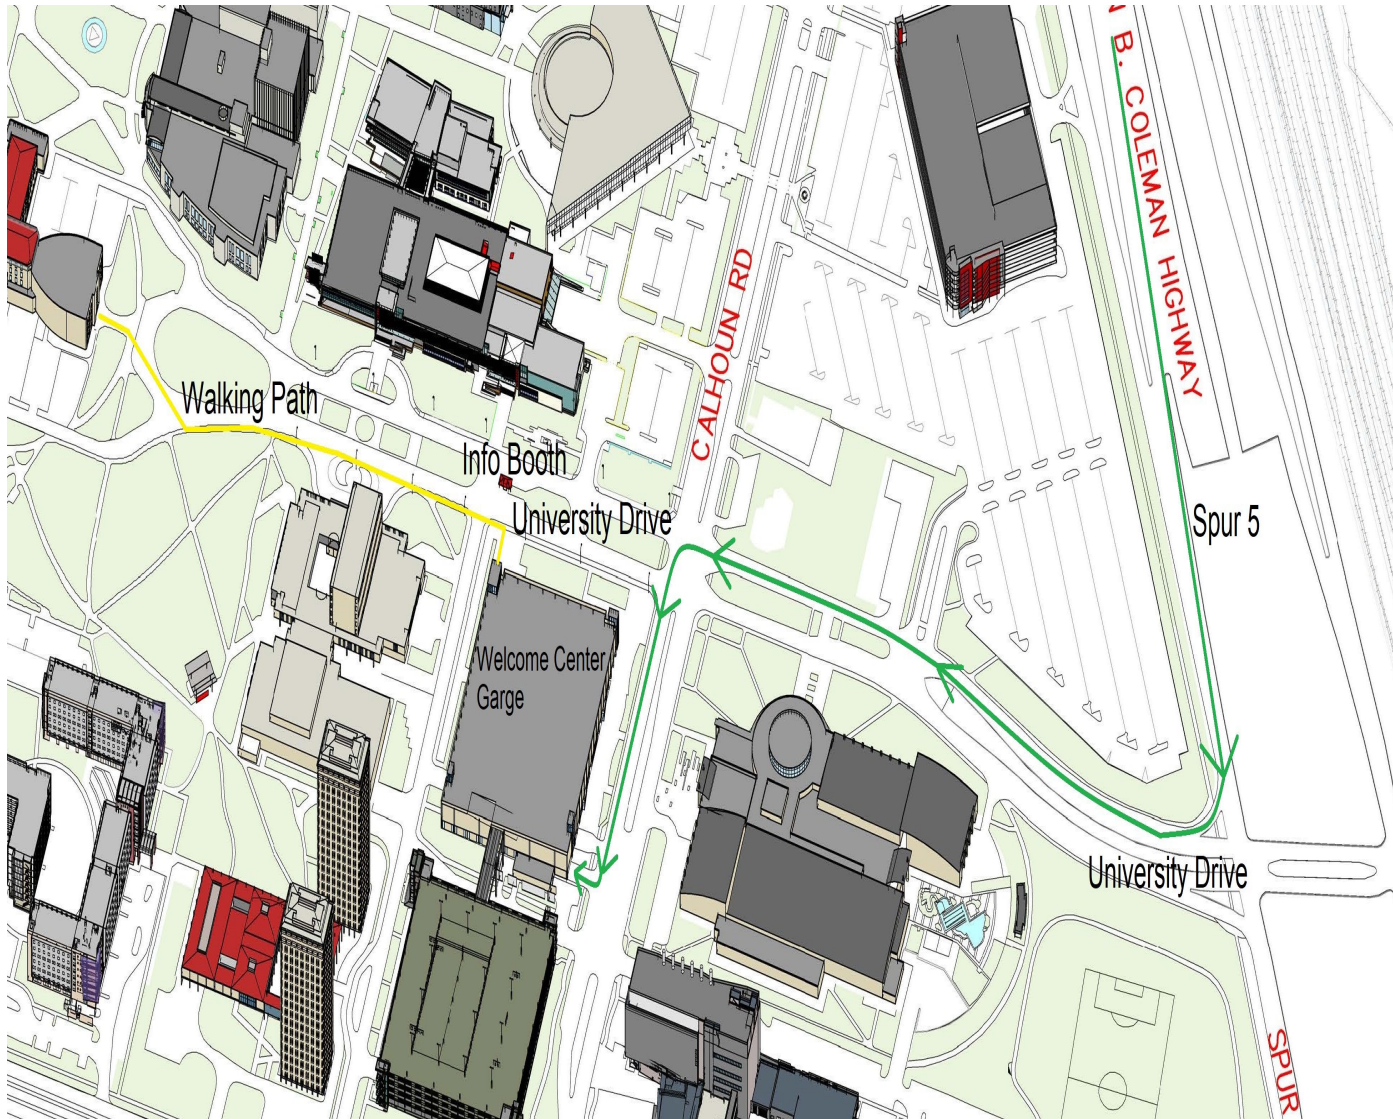 N B. COLEMAN HIGHWAY
CALHOUN RD
Walking Path
Info Booth
University Drive
Spur 5
Welcome Center
Garge
University Drive
SPUR